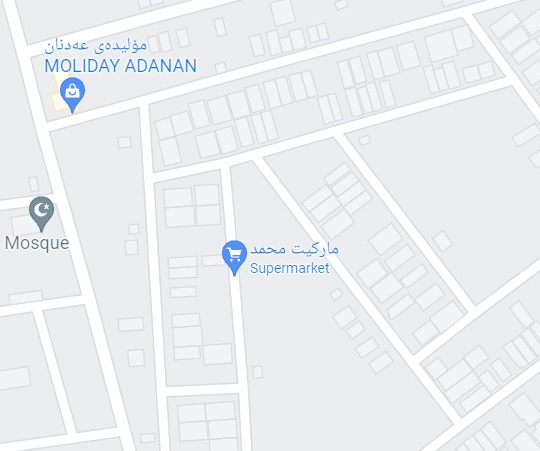 مۆلیدەی عەدنان
MOLIDAY ADANAN
Mosque
ماركيت محمد
Supermarket